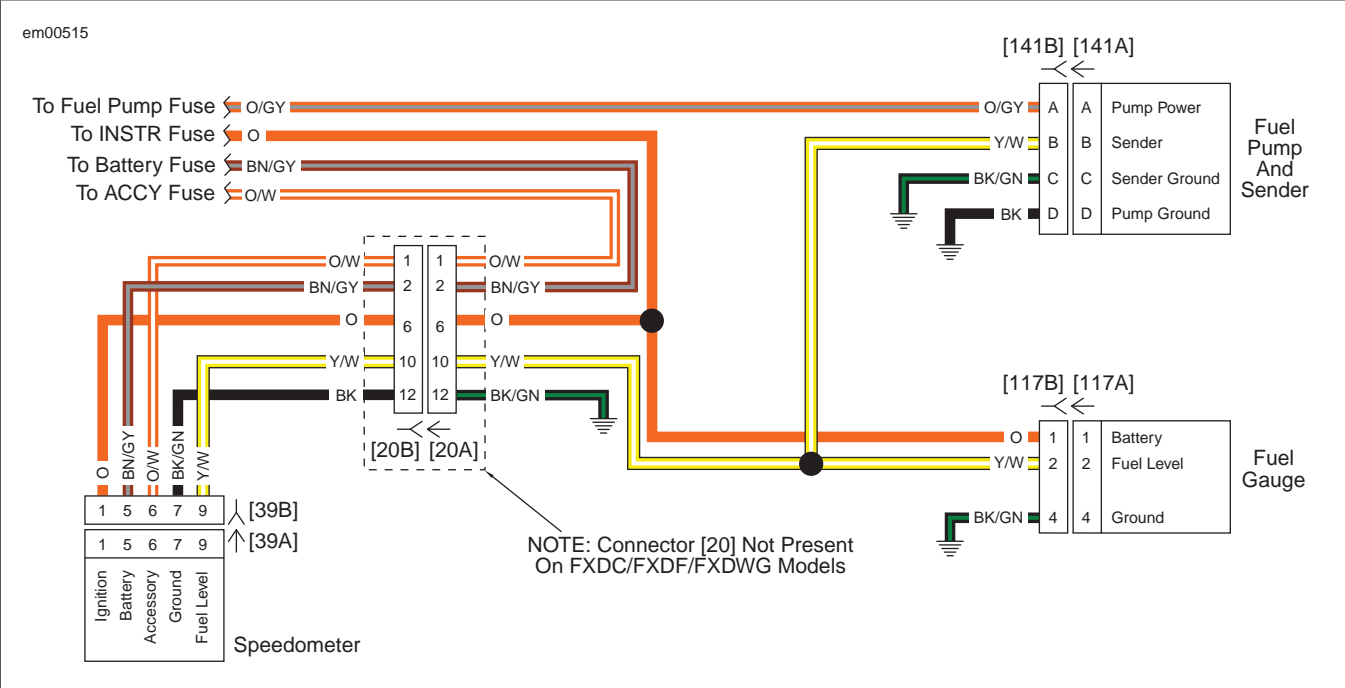 em00515
[141B] [141A]
To Fuel Pump Fuse O/GY O/GY A A Pump Power
To INSTR Fuse O
Y/W B B Sender
To Battery Fuse BN/GY
BK/GN C C Sender Ground
To ACCY Fuse O/W
BK D D Pump Ground
Fuel
Pump
And
Sender
O/W 1 1 O/W
BN/GY 2 2 BN/GY
O 6 6 O
Y/W 10 10 Y/W
BK 12 12 BK/GN
[20B] [20A]
[117B] [117A]
O 1 1 Battery
Y/W 2 2 Fuel Level
BK/GN 4 4 Ground
Fuel
Gauge
NOTE: Connector [20] Not Present
On FXDC/FXDF/FXDWG Models
O BN/GY O/W BK/GN Y/W
1 5 6 7 9 [39B]
1 5 6 7 9 [39A]
Ignition
Battery
Accessory
Ground
Fuel Level
Speedometer